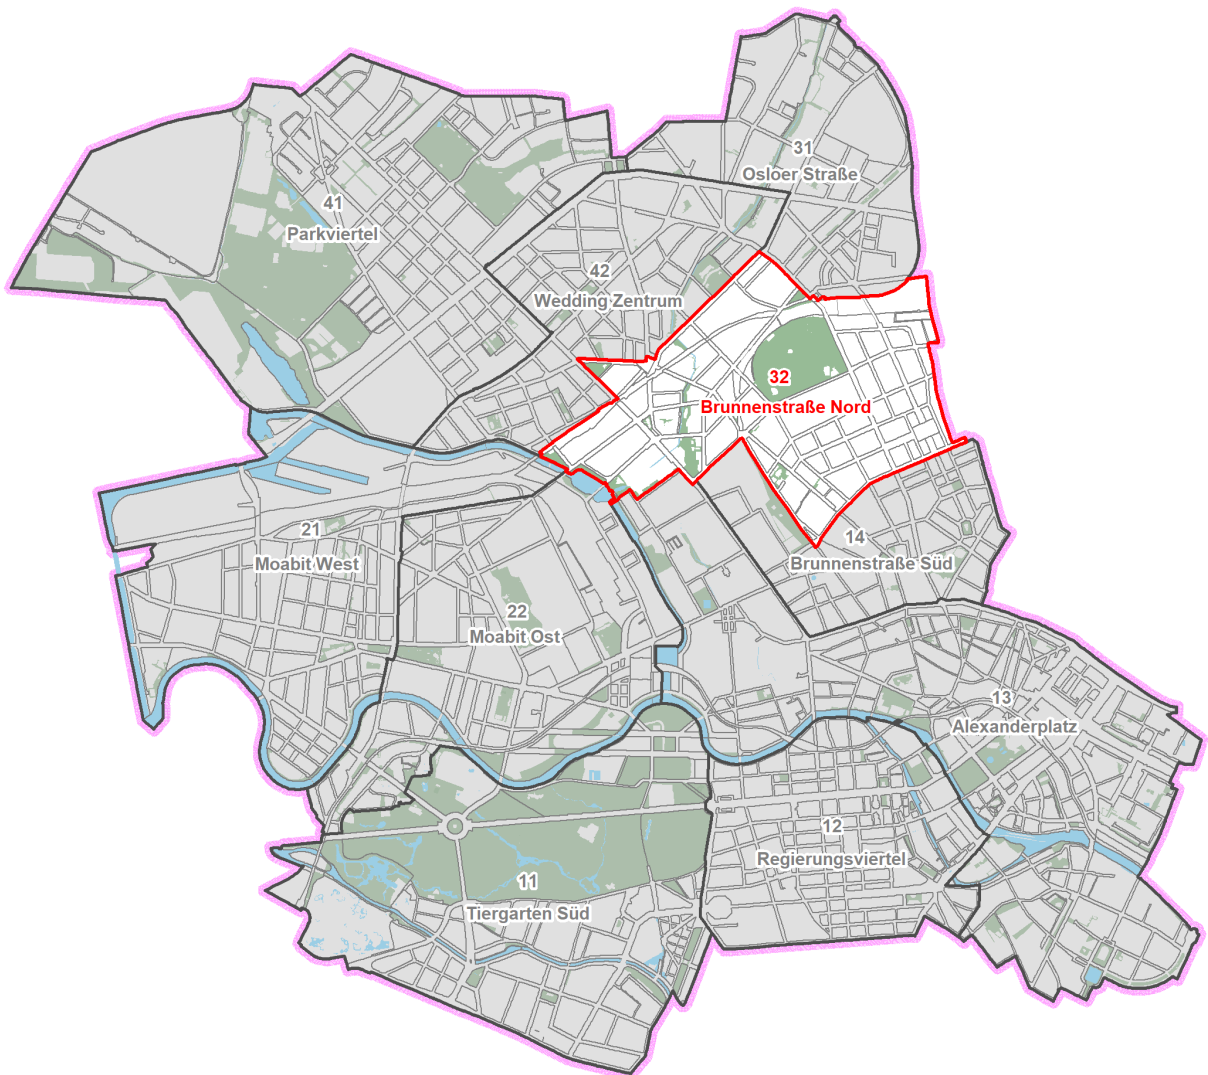 31
Osloer Straße
41
Parkviertel
42
Wedding Zentrum
32
Brunnenstraße Nord
21
Moabit West
14
Brunnenstraße Süd
22
Moabit Ost
13
Alexanderplatz
12
Regierungsviertel
11
Tiergarten Süd